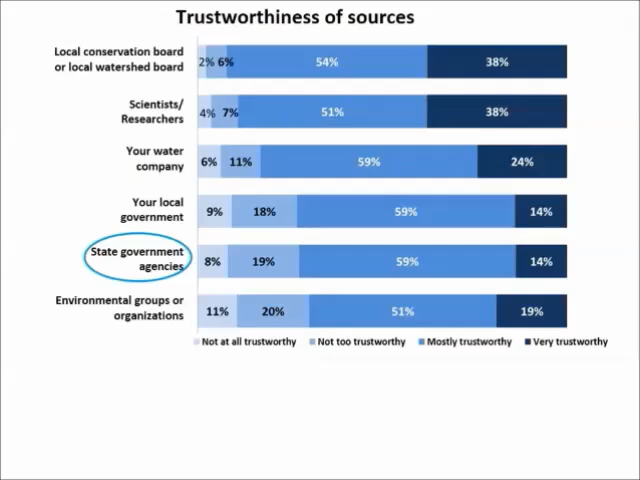 Trustworthiness of sources
Local conservation board
or local watershed board
2% 6% 54% 38%
Scientists/
Researchers
4% 7% 51% 38%
Your water
company
6% 11% 59% 24%
Your local
government
9% 18% 59% 14%
State government
agencies
8% 19% 59% 14%
Environmental groups or
organizations
11% 20% 51% 19%
Not at all trustworthy Not too trustworthy Mostly trustworthy Very trustworthy